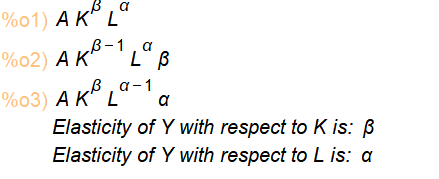 %o1) A K^β L^α
%o2) A K^(β-1) L^α β
%o3) A K^β L^(α-1) α
Elasticity of Y with respect to K is: β
Elasticity of Y with respect to L is: α